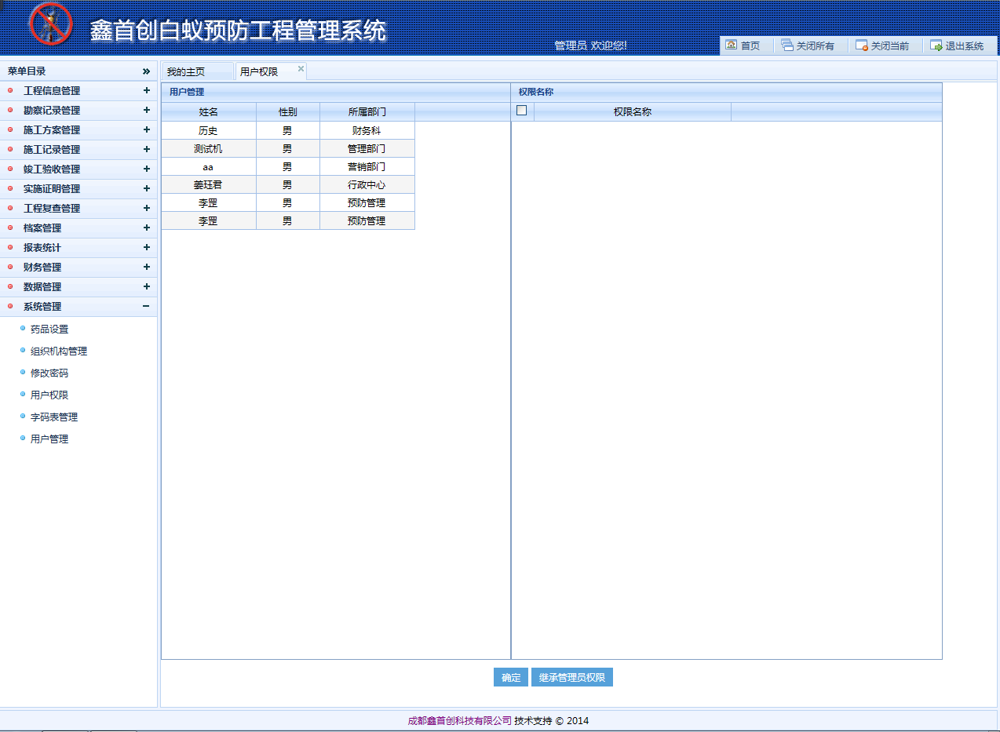 鑫首创白蚁预防工程管理系统
管理员 欢迎您!
首页 关闭所有 关闭当前 退出系统
菜单目录
我的主页 用户权限
工程信息管理
勘察记录管理
施工方案管理
施工记录管理
竣工验收管理
实施证明管理
工程复查管理
档案管理
报表统计
财务管理
数据管理
系统管理
药品设置
组织机构管理
修改密码
用户权限
字码表管理
用户管理
用户管理
姓名 性别 所属部门
历史 男 财务科
测试机 男 管理部门
aa 男 营销部门
姜珏君 男 行政中心
李罡 男 预防管理
李罡 男 预防管理
权限名称
权限名称
确定 继承管理员权限
成都鑫首创科技有限公司 技术支持 © 2014